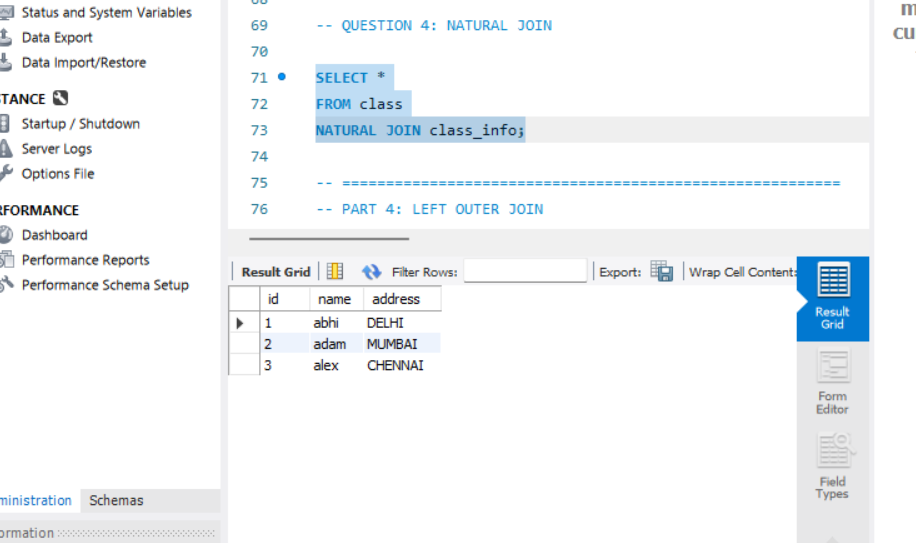 Status and System Variables
Data Export
Data Import/Restore
TANCE
Startup / Shutdown
Server Logs
Options File
RFORMANCE
Dashboard
Performance Reports
Performance Schema Setup
ministration Schemas
ormation
68
69 -- QUESTION 4: NATURAL JOIN
70
71 SELECT *
72 FROM class
73 NATURAL JOIN class_info;
74
75 -- ===========================================================
76 -- PART 4: LEFT OUTER JOIN
Result Grid Filter Rows: Export: Wrap Cell Content:
id name address
1 abhi DELHI
2 adam MUMBAI
3 alex CHENNAI
Result
Grid
Form
Editor
Field
Types
cu